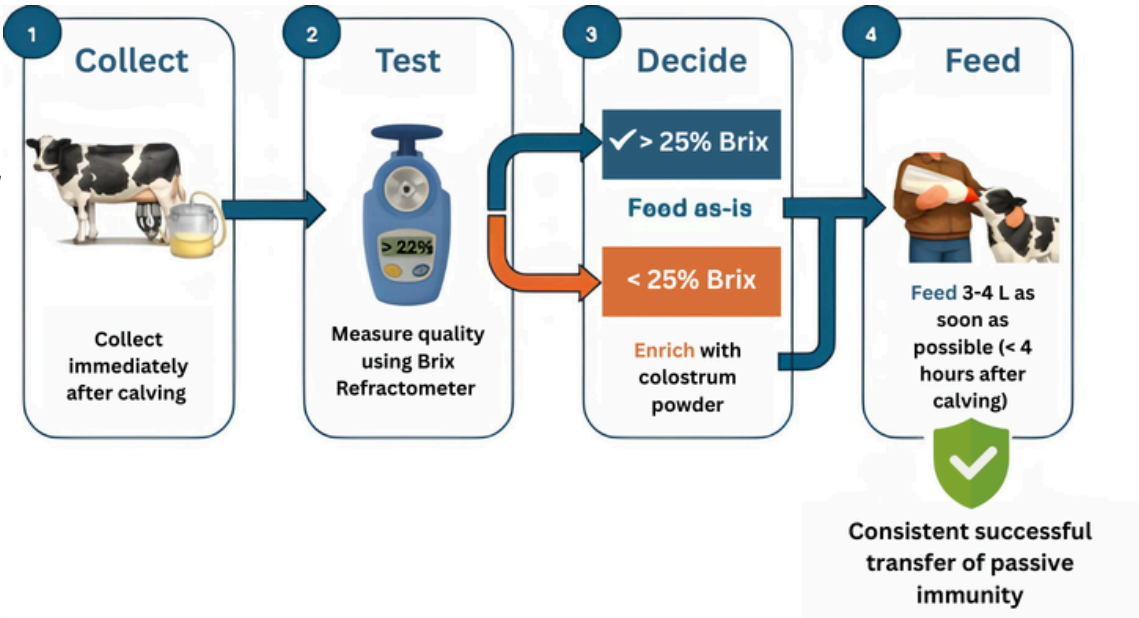 1
Collect
Collect
immediately
after calving
2
Test
> 22%
Measure quality
using Brix
Refractometer
3
Decide
✓ > 25% Brix
Feed as-is
< 25% Brix
Enrich with
colostrum
powder
4
Feed
Feed 3-4 L as
soon as
possible (< 4
hours after
calving)
Consistent successful
transfer of passive
immunity